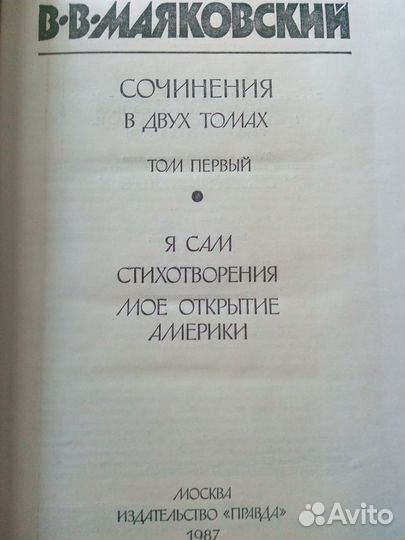 В·В·МАЯКОВСКИЙ
СОЧИНЕНИЯ
В ДВУХ ТОМАХ
ТОМ ПЕРВЫЙ
Я САМ
СТИХОТВОРЕНИЯ
МОЕ ОТКРЫТИЕ
АМЕРИКИ
МОСКВА
ИЗДАТЕЛЬСТВО «ПРАВДА»
1987
Avito